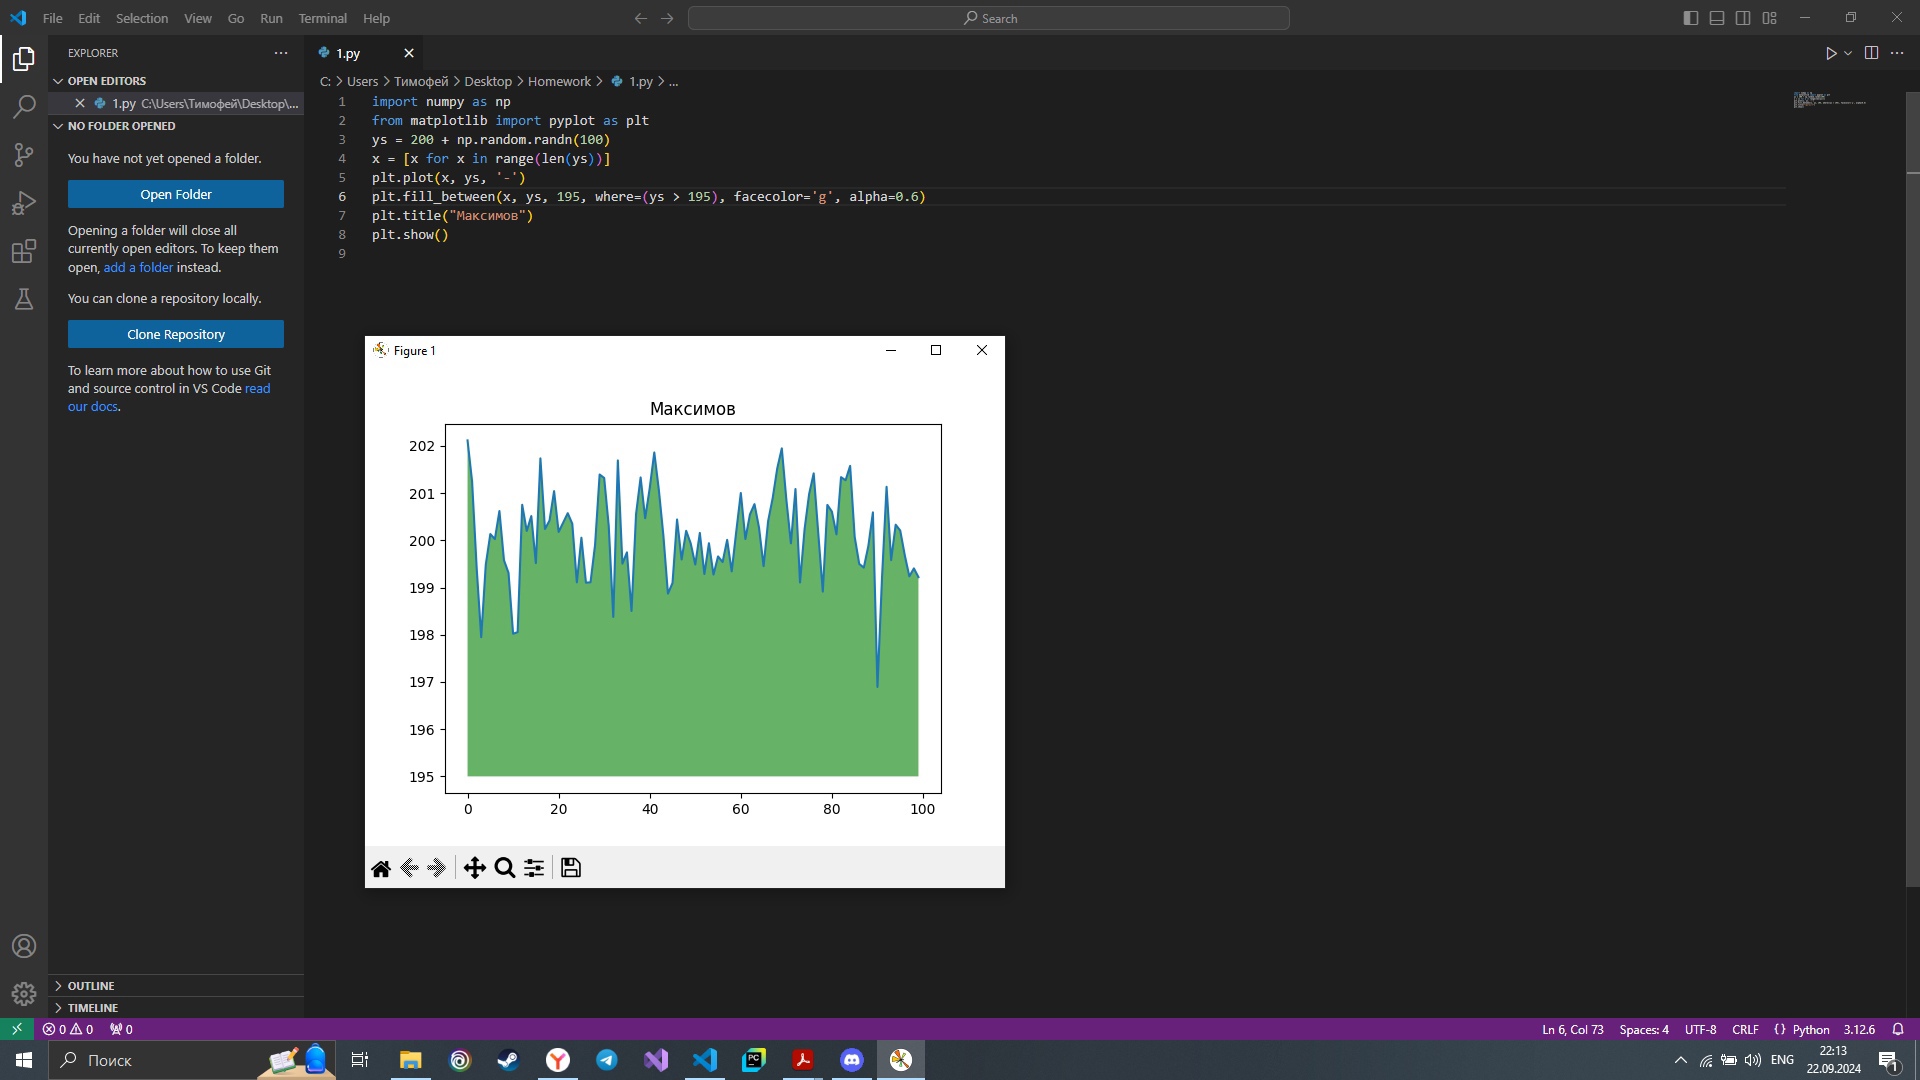 File Edit Selection View Go Run Terminal Help
Search
EXPLORER
OPEN EDITORS
1.py C:\Users\Тимофей\Desktop\...
NO FOLDER OPENED
You have not yet opened a folder.
Open Folder
Opening a folder will close all
currently open editors. To keep them
open, add a folder instead.
You can clone a repository locally.
Clone Repository
To learn more about how to use Git
and source control in VS Code read
our docs.
OUTLINE
TIMELINE
1.py
C: > Users > Тимофей > Desktop > Homework > 1.py > ...
1 import numpy as np
2 from matplotlib import pyplot as plt
3 ys = 200 + np.random.randn(100)
4 x = [x for x in range(len(ys))]
5 plt.plot(x, ys, '-')
6 plt.fill_between(x, ys, 195, where=(ys > 195), facecolor='g', alpha=0.6)
7 plt.title("Максимов")
8 plt.show()
9
Figure 1
Максимов
202
201
200
199
198
197
196
195
0 20 40 60 80 100
0 0 0
Ln 6, Col 73 Spaces: 4 UTF-8 CRLF {} Python 3.12.6
Поиск
PC
ENG
22:13
22.09.2024
1